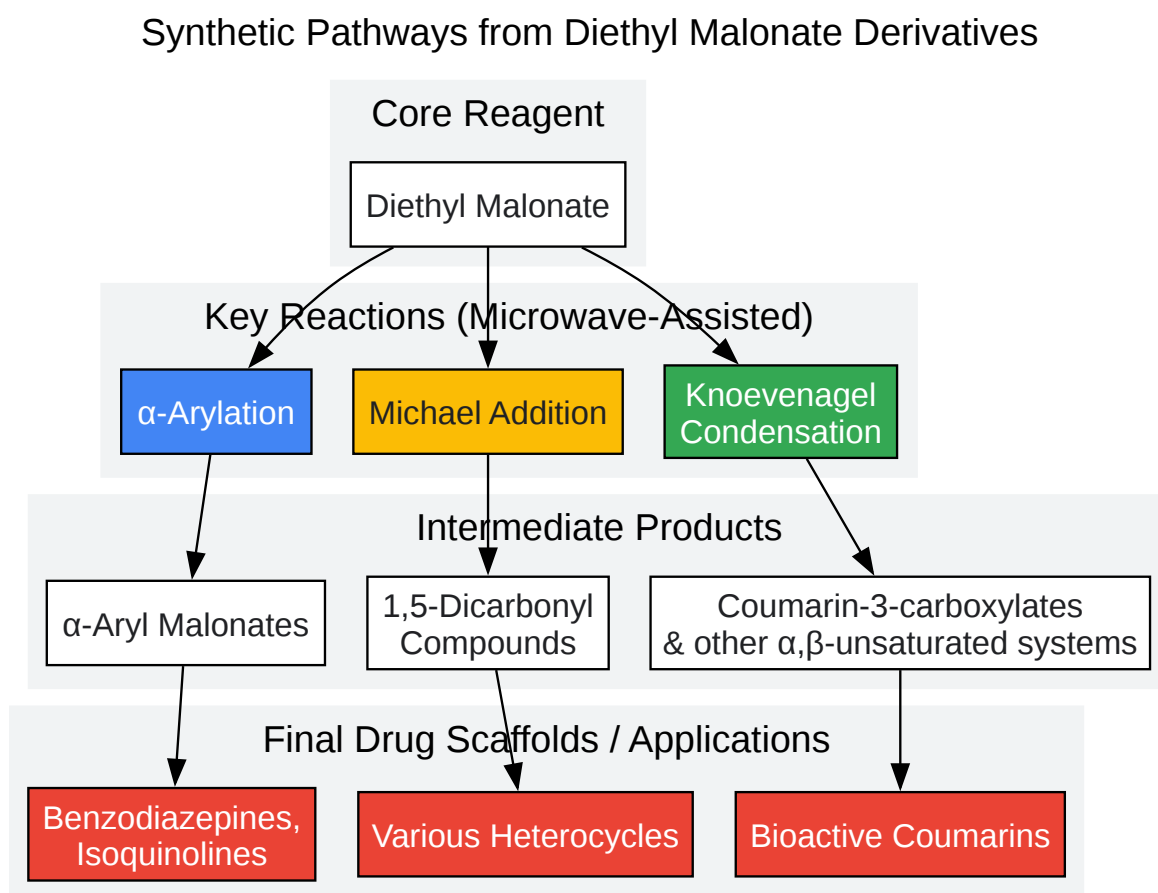 Synthetic Pathways from Diethyl Malonate Derivatives
Core Reagent
Diethyl Malonate
Key Reactions (Microwave-Assisted)
α-Arylation
Michael Addition
Knoevenagel
Condensation
Intermediate Products
α-Aryl Malonates
1,5-Dicarbonyl
Compounds
Coumarin-3-carboxylates
& other α,β-unsaturated systems
Final Drug Scaffolds / Applications
Benzodiazepines,
Isoquinolines
Various Heterocycles
Bioactive Coumarins